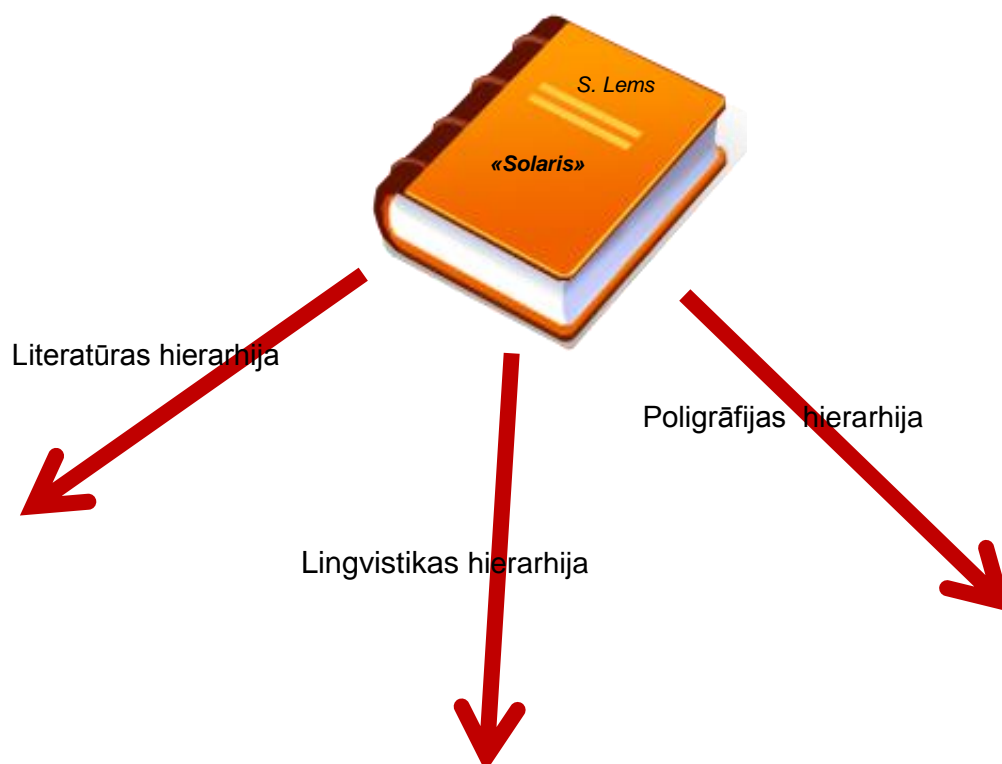 S. Lems
«Solaris»
Literatūras hierarhija
Poligrāfijas hierarhija
Lingvistikas hierarhija